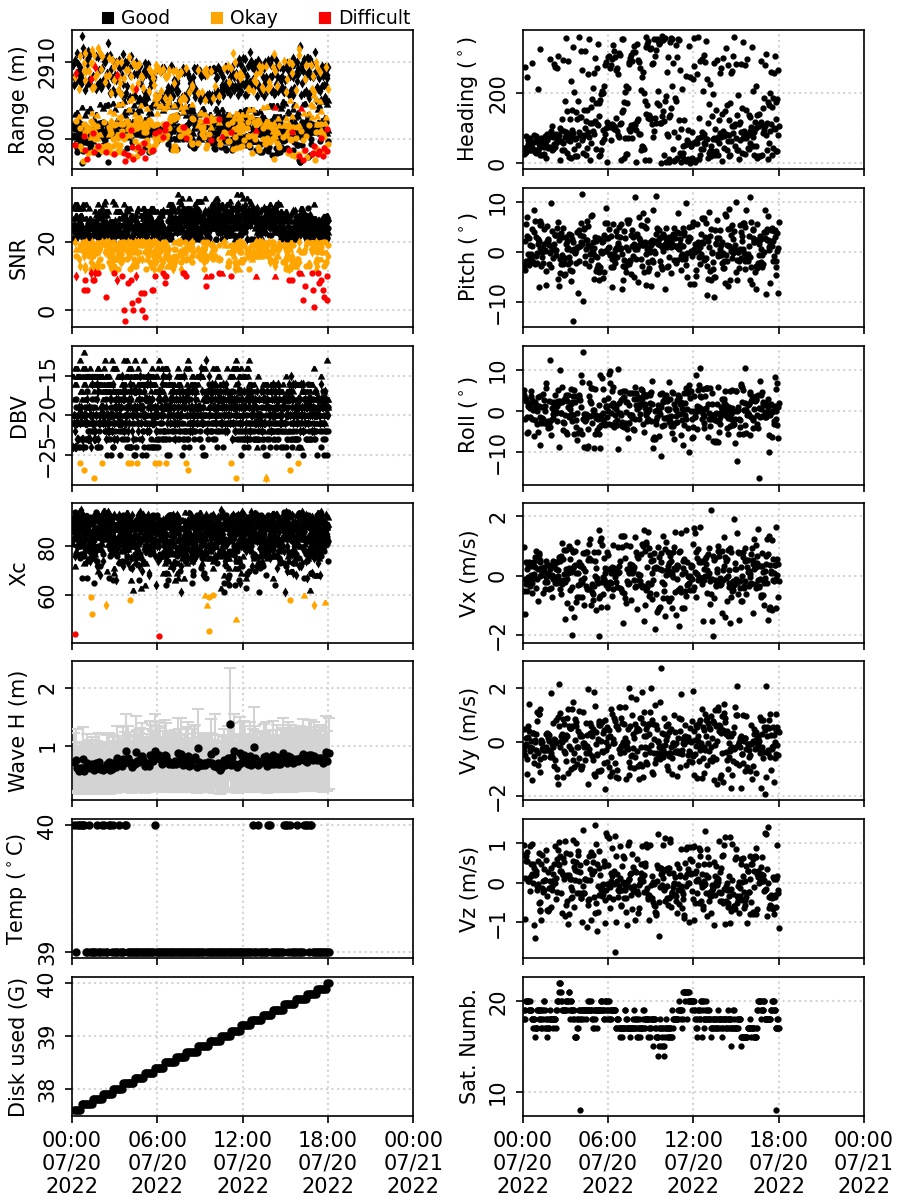 Good Okay Difficult
Range (m)
2910
2800
Heading (°)
200
0
SNR
20
0
Pitch (°)
10
0
−10
DBV
−15
−20
−25
Roll (°)
10
0
−10
Xc
80
60
Vx (m/s)
2
0
−2
Wave H (m)
2
1
Vy (m/s)
2
0
−2
Temp (°C)
40
39
Vz (m/s)
1
0
−1
Disk used (G)
40
39
38
Sat. Numb.
20
10
00:00 06:00 12:00 18:00 00:00
07/20 07/20 07/20 07/20 07/21
2022 2022 2022 2022 2022
00:00 06:00 12:00 18:00 00:00
07/20 07/20 07/20 07/20 07/21
2022 2022 2022 2022 2022